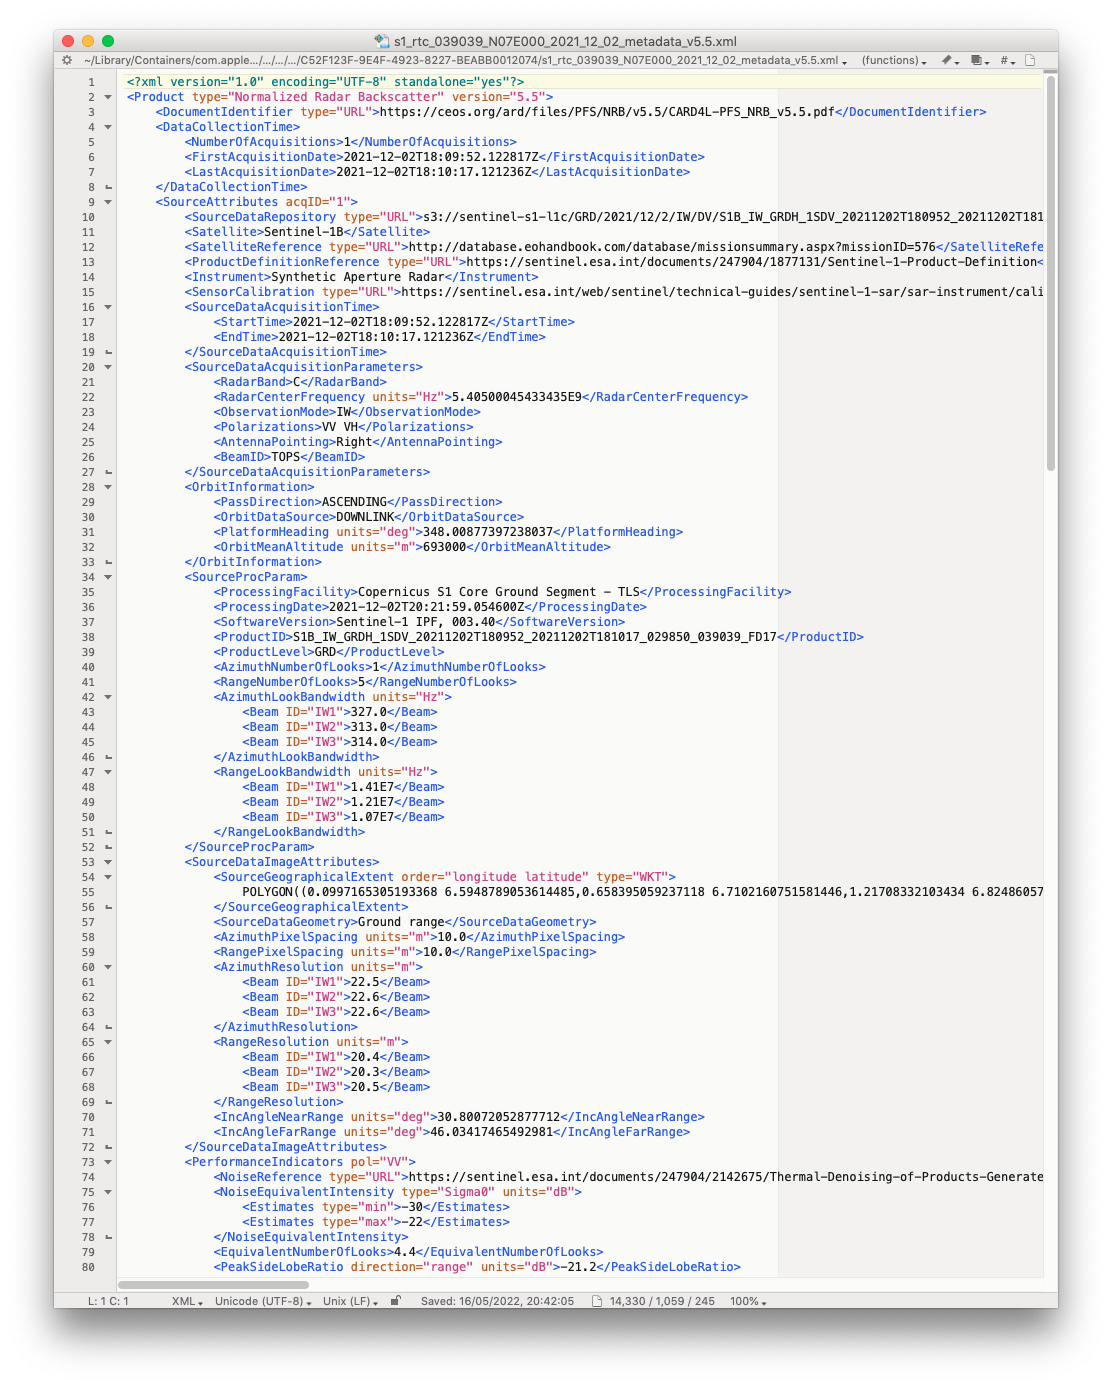 s1_rtc_039039_N07E000_2021_12_02_metadata_v5.5.xml
~/Library/Containers/com.apple.../.../.../.../C52F123F-9E4F-4923-8227-BEABB0012074/s1_rtc_039039_N07E000_2021_12_02_metadata_v5.5.xml (functions) #
1 <?xml version="1.0" encoding="UTF-8" standalone="yes"?>
2 <Product type="Normalized Radar Backscatter" version="5.5">
3 <DocumentIdentifier type="URL">https://ceos.org/ard/files/PFS/NRB/v5.5/CARD4L-PFS_NRB_v5.5.pdf</DocumentIdentifier>
4 <DataCollectionTime>
5 <NumberOfAcquisitions>1</NumberOfAcquisitions>
6 <FirstAcquisitionDate>2021-12-02T18:09:52.122817Z</FirstAcquisitionDate>
7 <LastAcquisitionDate>2021-12-02T18:10:17.121236Z</LastAcquisitionDate>
8 </DataCollectionTime>
9 <SourceAttributes acqID="1">
10 <SourceDataRepository type="URL">s3://sentinel-s1-l1c/GRD/2021/12/2/IW/DV/S1B_IW_GRDH_1SDV_20211202T180952_20211202T181
11 <Satellite>Sentinel-1B</Satellite>
12 <SatelliteReference type="URL">http://database.eohandbook.com/database/missionsummary.aspx?missionID=576</SatelliteRefe
13 <ProductDefinitionReference type="URL">https://sentinel.esa.int/documents/247904/1877131/Sentinel-1-Product-Definition<
14 <Instrument>Synthetic Aperture Radar</Instrument>
15 <SensorCalibration type="URL">https://sentinel.esa.int/web/sentinel/technical-guides/sentinel-1-sar/sar-instrument/cali
16 <SourceDataAcquisitionTime>
17 <StartTime>2021-12-02T18:09:52.122817Z</StartTime>
18 <EndTime>2021-12-02T18:10:17.121236Z</EndTime>
19 </SourceDataAcquisitionTime>
20 <SourceDataAcquisitionParameters>
21 <RadarBand>C</RadarBand>
22 <RadarCenterFrequency units="Hz">5.40500045433435E9</RadarCenterFrequency>
23 <ObservationMode>IW</ObservationMode>
24 <Polarizations>VV VH</Polarizations>
25 <AntennaPointing>Right</AntennaPointing>
26 <BeamID>TOPS</BeamID>
27 </SourceDataAcquisitionParameters>
28 <OrbitInformation>
29 <PassDirection>ASCENDING</PassDirection>
30 <OrbitDataSource>DOWNLINK</OrbitDataSource>
31 <PlatformHeading units="deg">348.00877397238037</PlatformHeading>
32 <OrbitMeanAltitude units="m">693000</OrbitMeanAltitude>
33 </OrbitInformation>
34 <SourceProcParam>
35 <ProcessingFacility>Copernicus S1 Core Ground Segment - TLS</ProcessingFacility>
36 <ProcessingDate>2021-12-02T20:21:59.054600Z</ProcessingDate>
37 <SoftwareVersion>Sentinel-1 IPF, 003.40</SoftwareVersion>
38 <ProductID>S1B_IW_GRDH_1SDV_20211202T180952_20211202T181017_029850_039039_FD17</ProductID>
39 <ProductLevel>GRD</ProductLevel>
40 <AzimuthNumberOfLooks>1</AzimuthNumberOfLooks>
41 <RangeNumberOfLooks>5</RangeNumberOfLooks>
42 <AzimuthLookBandwidth units="Hz">
43 <Beam ID="IW1">327.0</Beam>
44 <Beam ID="IW2">313.0</Beam>
45 <Beam ID="IW3">314.0</Beam>
46 </AzimuthLookBandwidth>
47 <RangeLookBandwidth units="Hz">
48 <Beam ID="IW1">1.41E7</Beam>
49 <Beam ID="IW2">1.21E7</Beam>
50 <Beam ID="IW3">1.07E7</Beam>
51 </RangeLookBandwidth>
52 </SourceProcParam>
53 <SourceDataImageAttributes>
54 <SourceGeographicalExtent order="longitude latitude" type="WKT">
55 POLYGON((0.0997165305193368 6.5948789053614485,0.658395059237118 6.7102160751581446,1.21708332103434 6.82486057
56 </SourceGeographicalExtent>
57 <SourceDataGeometry>Ground range</SourceDataGeometry>
58 <AzimuthPixelSpacing units="m">10.0</AzimuthPixelSpacing>
59 <RangePixelSpacing units="m">10.0</RangePixelSpacing>
60 <AzimuthResolution units="m">
61 <Beam ID="IW1">22.5</Beam>
62 <Beam ID="IW2">22.6</Beam>
63 <Beam ID="IW3">22.6</Beam>
64 </AzimuthResolution>
65 <RangeResolution units="m">
66 <Beam ID="IW1">20.4</Beam>
67 <Beam ID="IW2">20.3</Beam>
68 <Beam ID="IW3">20.5</Beam>
69 </RangeResolution>
70 <IncAngleNearRange units="deg">30.80072052877712</IncAngleNearRange>
71 <IncAngleFarRange units="deg">46.03417465492981</IncAngleFarRange>
72 </SourceDataImageAttributes>
73 <PerformanceIndicators pol="VV">
74 <NoiseReference type="URL">https://sentinel.esa.int/documents/247904/2142675/Thermal-Denoising-of-Products-Generate
75 <NoiseEquivalentIntensity type="Sigma0" units="dB">
76 <Estimates type="min">-30</Estimates>
77 <Estimates type="max">-22</Estimates>
78 </NoiseEquivalentIntensity>
79 <EquivalentNumberOfLooks>4.4</EquivalentNumberOfLooks>
80 <PeakSideLobeRatio direction="range" units="dB">-21.2</PeakSideLobeRatio>
L: 1 C: 1 XML Unicode (UTF-8) Unix (LF) Saved: 16/05/2022, 20:42:05 14,330 / 1,059 / 245 100%